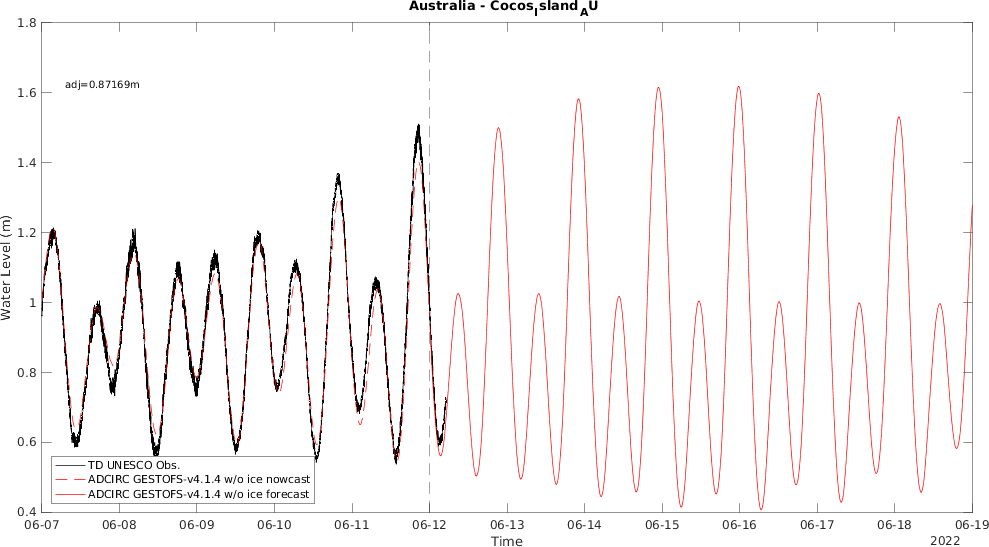 Australia - Cocos_Island_AU
adj=0.87169m
Water Level (m)
1.8
1.6
1.4
1.2
1
0.8
0.6
0.4
TD UNESCO Obs.
ADCIRC GESTOFS-v4.1.4 w/o ice nowcast
ADCIRC GESTOFS-v4.1.4 w/o ice forecast
06-07 06-08 06-09 06-10 06-11 06-12 06-13 06-14 06-15 06-16 06-17 06-18 06-19
Time
2022